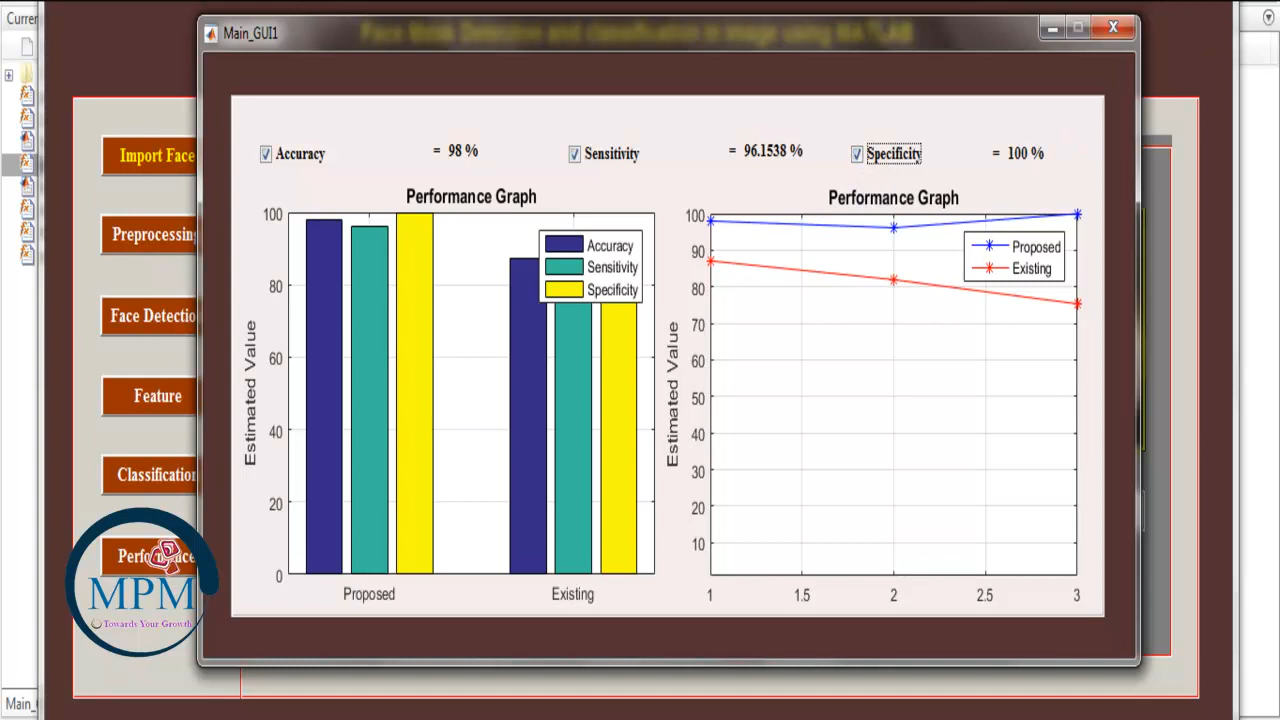 Curre
Main_GUI1
Import Face
Preprocessing
Face Detectio
Feature
Classification
MPM
Towards Your Growth
Main_
Accuracy = 98 % Sensitivity = 96.1538 % Specificity = 100 %
Performance Graph
Estimated Value
100
80
60
40
20
0
Accuracy
Sensitivity
Specificity
Proposed Existing
Performance Graph
Estimated Value
100
90
80
70
60
50
40
30
20
10
Proposed
Existing
1 1.5 2 2.5 3